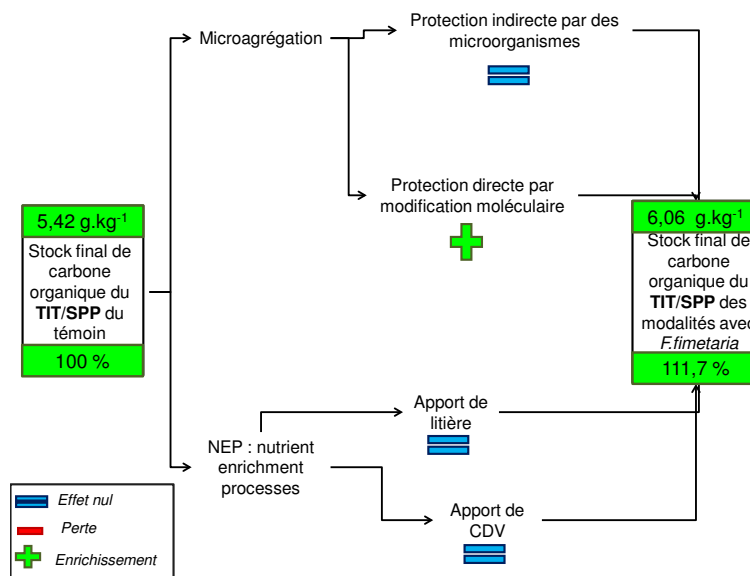 Microagrégation
Protection indirecte par des
microorganismes
Protection directe par
modification moléculaire
5,42 g.kg-1
Stock final de
carbone
organique du
TIT/SPP du
témoin
100 %
6,06 g.kg-1
Stock final de
carbone
organique du
TIT/SPP des
modalités avec
F.fimetaria
111,7 %
NEP : nutrient
enrichment
processes
Apport de
litière
Apport de
CDV
Effet nul
Perte
Enrichissement